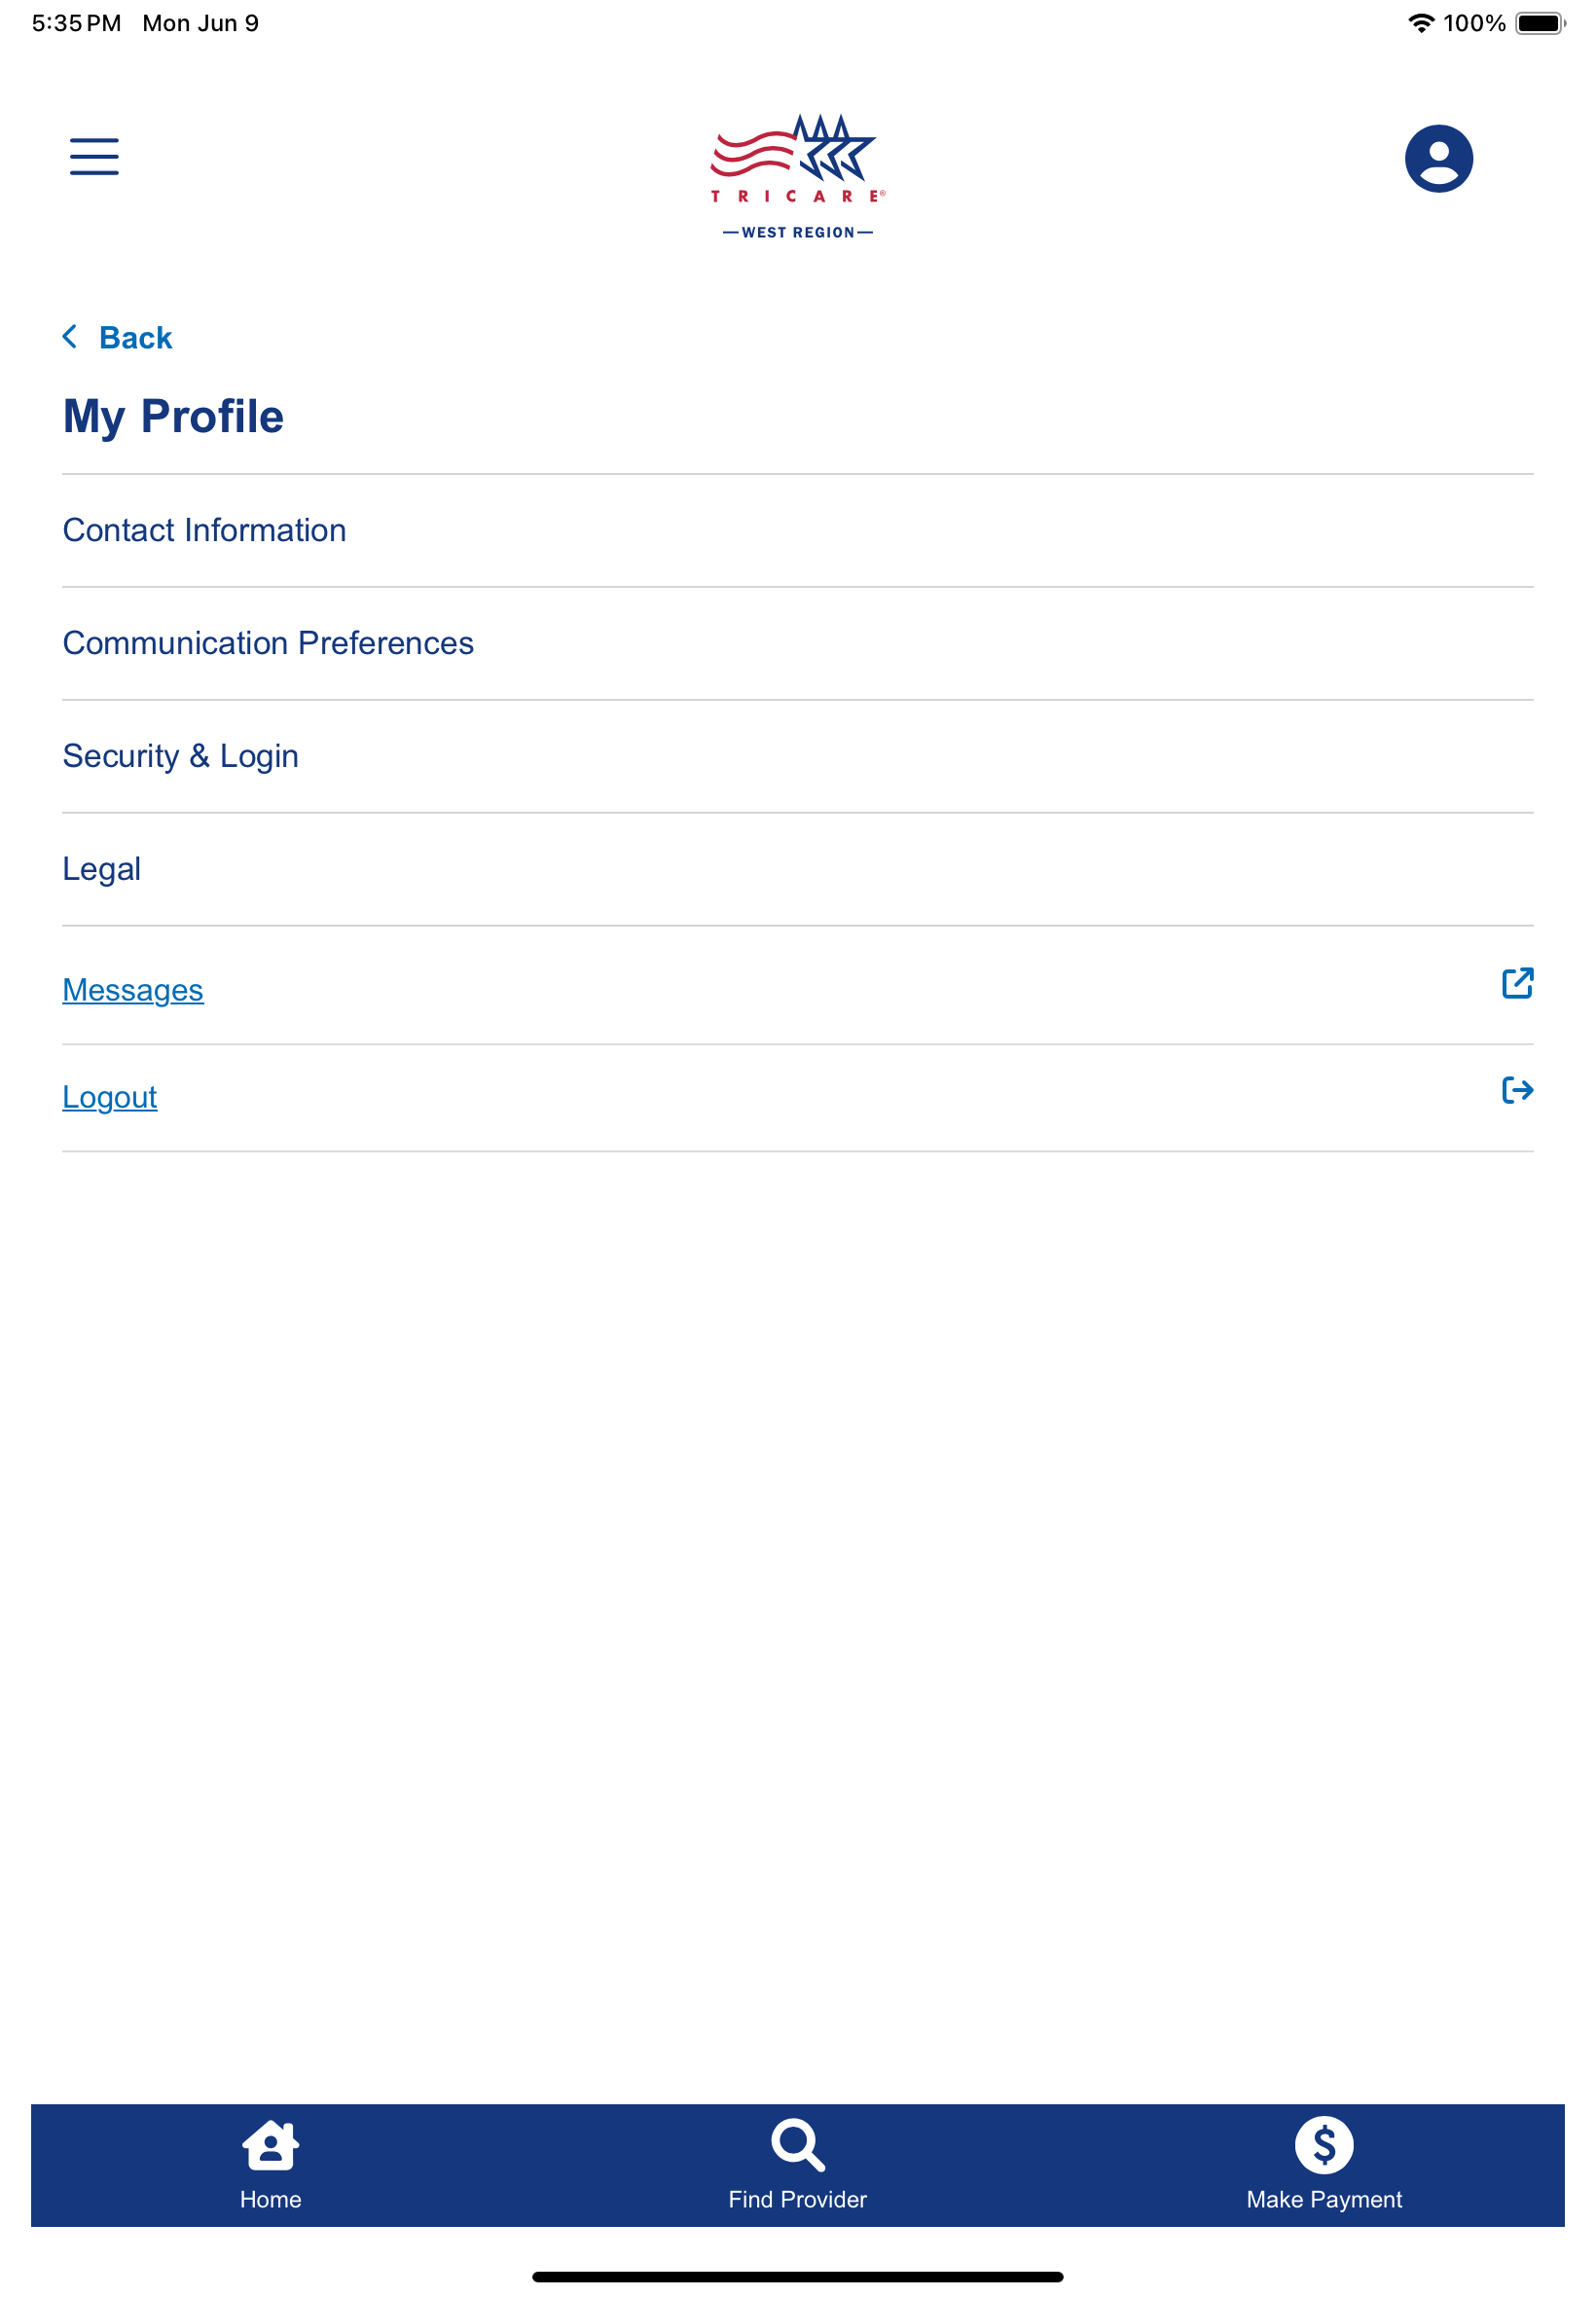 5:35 PM Mon Jun 9
100%
TRICARE®
WEST REGION
Back
My Profile
Contact Information
Communication Preferences
Security & Login
Legal
Messages
Logout
Home
Find Provider
Make Payment